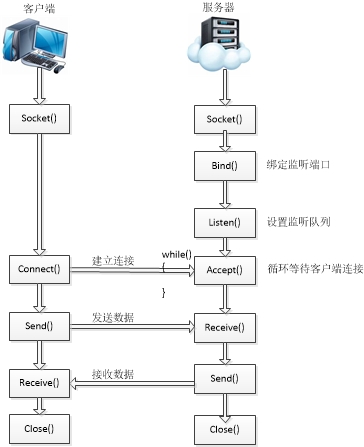 客户端
服务器
Socket()
Socket()
Bind()
绑定监听端口
Listen()
设置监听队列
while()
{
}
建立连接
Connect()
Accept()
循环等待客户端连接
发送数据
Send()
Receive()
接收数据
Receive()
Send()
Close()
Close()